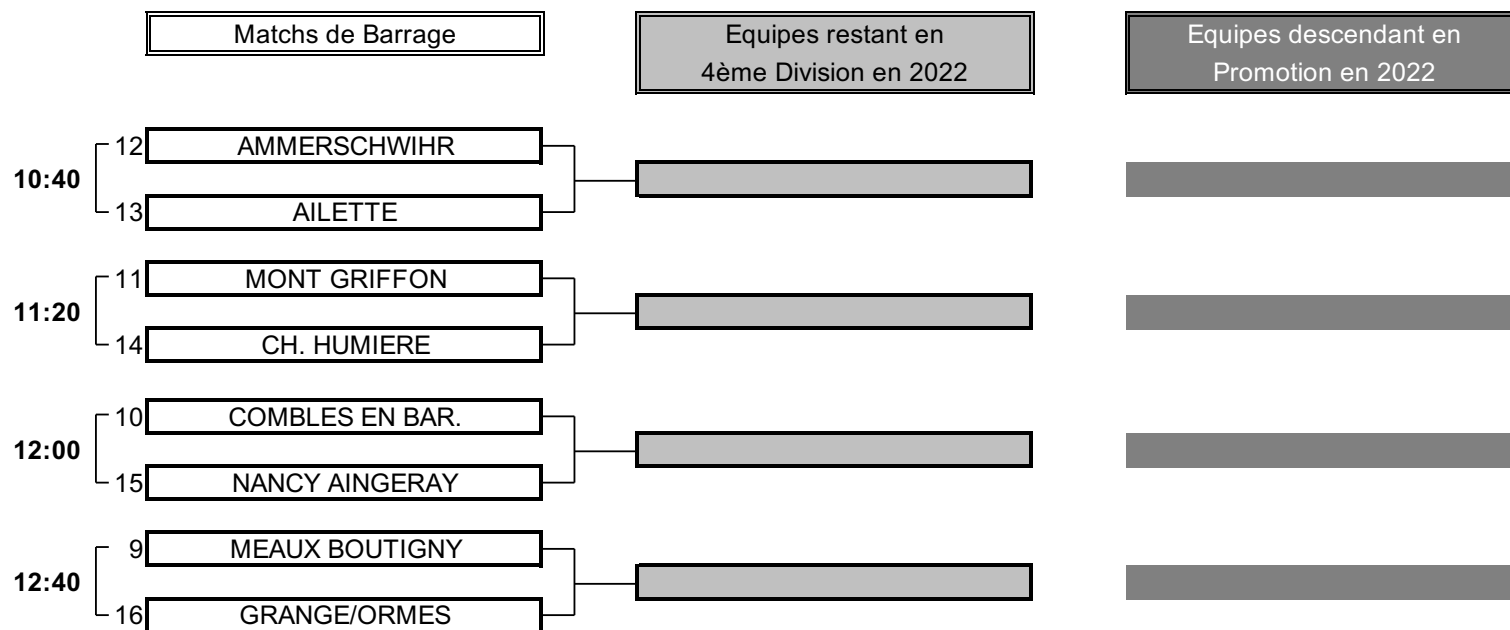 Matchs de Barrage
Equipes restant en
4ème Division en 2022
Equipes descendant en
Promotion en 2022
12 AMMERSCHWIHR
10:40
13 AILETTE
11 MONT GRIFFON
11:20
14 CH. HUMIERE
10 COMBLES EN BAR.
12:00
15 NANCY AINGERAY
9 MEAUX BOUTIGNY
12:40
16 GRANGE/ORMES